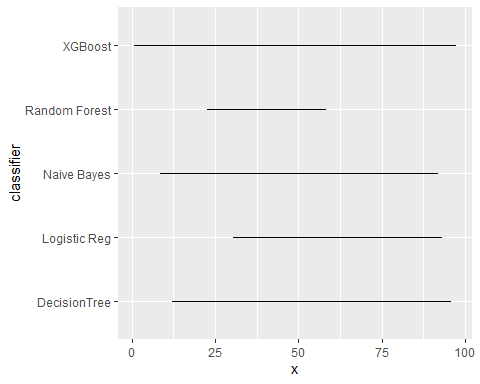 classifier
XGBoost
Random Forest
Naive Bayes
Logistic Reg
DecisionTree
0 25 50 75 100
x